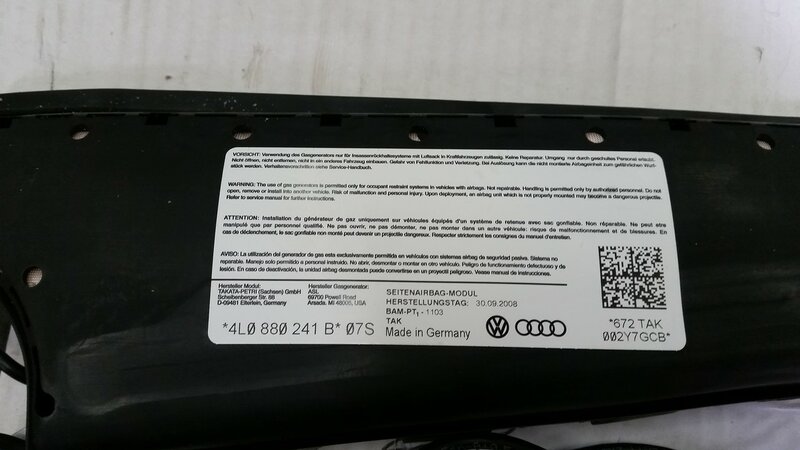 VORSICHT: Verwendung des Gasgenerators nur für Insassenrückhaltesysteme mit Luftsack in Kraftfahrzeugen zulässig. Keine Reparatur. Umgang nur durch geschultes Personal erlaubt.
Nicht öffnen, nicht entfernen, nicht in ein anderes Fahrzeug einbauen. Gefahr von Fehlfunktion und Verletzung. Bei Auslösung kann die nicht montierte Airbageinheit zum gefährlichen Wurf-
stück werden. Verhaltensvorschriften siehe Service-Handbuch.
WARNING: The use of gas generators is permitted only for occupant restraint systems in vehicles with airbag. Not repairable. Handling is permitted only by authorized personnel. Do not
open, remove or install into another vehicle. Risk of malfunction and personal injury. Upon deployment, an airbag unit which is not properly mounted may become a dangerous projectile.
Refer to service manual for further instructions.
ATTENTION: Installation du générateur de gaz uniquement sur véhicules équipés d'un système de retenue avec sac gonflable. Non réparable. Ne peut être
manipulé que par personnel qualifié. Ne pas ouvrir, ne pas démonter, ne pas monter dans un autre véhicule: risque de malfonctionnement et de blessures. En
cas de déclenchement, le sac gonflable non monté peut devenir un projectile dangereux. Respecter strictement les consignes du manuel d'entretien.
AVISO: La utilización del generador de gas esta exclusivamente permitida en vehículos con sistemas airbag de seguridad pasiva. Sistema no
reparable. Manejo solo permitido a personal instruido. No abrir, desmontar o montar en otro vehículo. Peligro de funcionamiento defectuoso y de
lesión. En caso de deactivación, la unidad airbag desmontada puede convertirse en un proyectil peligroso. Vease manual de instrucciones.
Hersteller Modul:
TAKATA-PETRI (Sachsen) GmbH
Scheibenberger Str. 88
D-09481 Elterlein, Germany
Hersteller Gasgenerator:
ASL
69700 Powell Road
Armada. MI 48005, USA
SEITENAIRBAG-MODUL
HERSTELLUNGSTAG: 30.09.2008
BAM-PT₁ - 1103
TAK
Made in Germany
*4L0 880 241 B* 07S
*672 TAK
002Y7GCB*